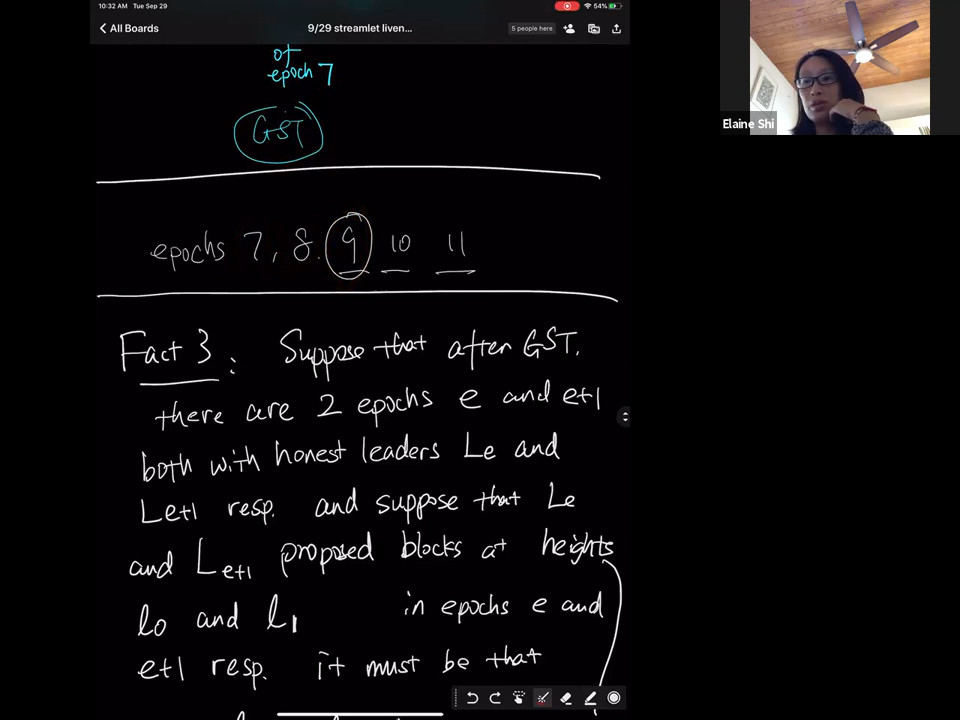 10:32 AM Tue Sep 29
54%
All Boards
9/29 streamlet liven...
5 people here
of
epoch 7
GST
Elaine Shi
epochs 7, 8. 9 10 11
Fact 3: Suppose that after GST.
there are 2 epochs e and e+1
both with honest leaders Le and
Le+1 resp. and suppose that Le
and Le+1 proposed blocks at heights
l0 and l1 in epochs e and
e+1 resp. it must be that